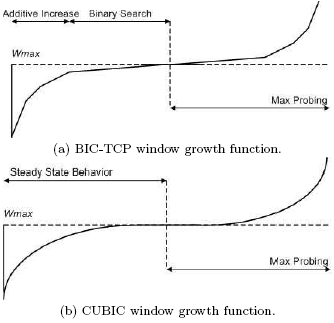 Additive Increase Binary Search
Wmax
Max Probing
(a) BIC-TCP window growth function.
Steady State Behavior
Wmax
Max Probing
(b) CUBIC window growth function.